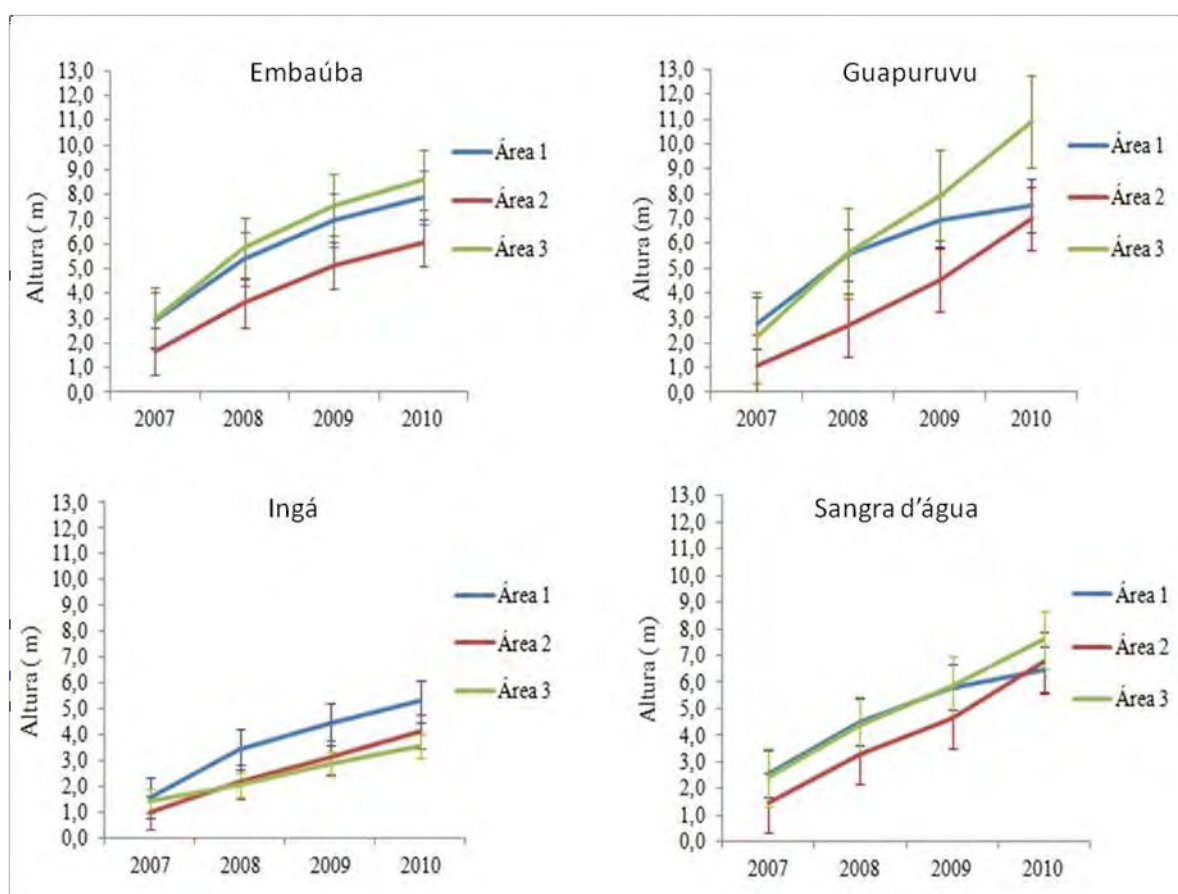 Embaúba
Altura ( m)
13,0
12,0
11,0
10,0
9,0
8,0
7,0
6,0
5,0
4,0
3,0
2,0
1,0
0,0
2007 2008 2009 2010
Área 1
Área 2
Área 3
Guapuruvu
Altura (m)
13,0
12,0
11,0
10,0
9,0
8,0
7,0
6,0
5,0
4,0
3,0
2,0
1,0
0,0
2007 2008 2009 2010
Área 1
Área 2
Área 3
Ingá
Altura ( m)
13,0
12,0
11,0
10,0
9,0
8,0
7,0
6,0
5,0
4,0
3,0
2,0
1,0
0,0
2007 2008 2009 2010
Área 1
Área 2
Área 3
Sangra d’água
Altura ( m)
13,0
12,0
11,0
10,0
9,0
8,0
7,0
6,0
5,0
4,0
3,0
2,0
1,0
0,0
2007 2008 2009 2010
Área 1
Área 2
Área 3